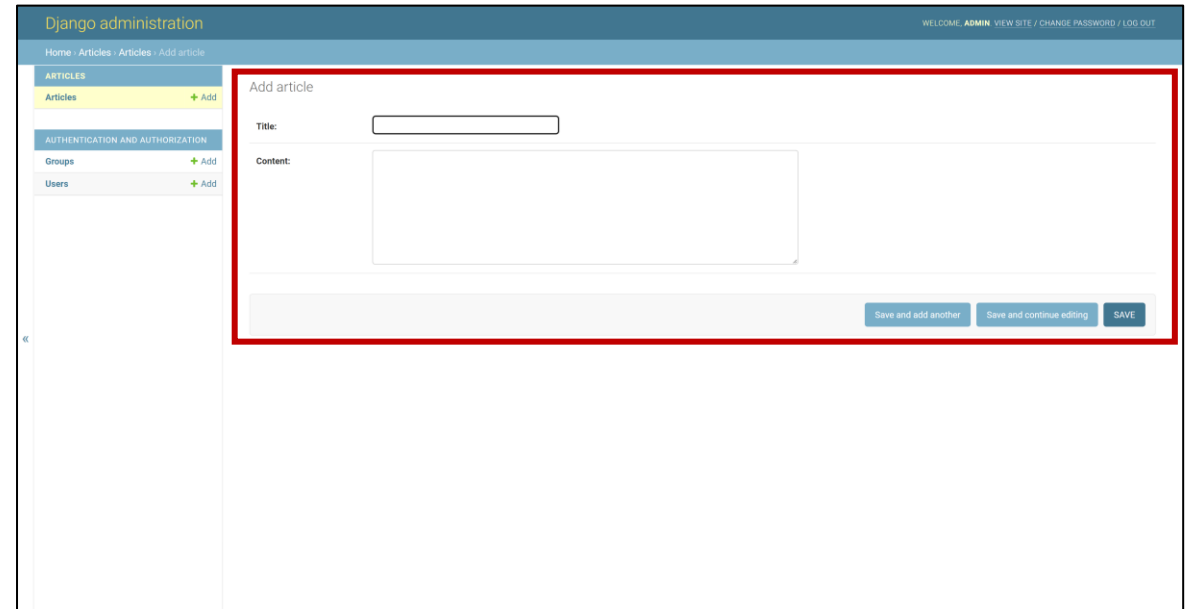 Django administration
WELCOME, ADMIN. VIEW SITE / CHANGE PASSWORD / LOG OUT
Home › Articles › Articles › Add article
ARTICLES
Articles + Add
AUTHENTICATION AND AUTHORIZATION
Groups + Add
Users + Add
«
Add article
Title:
Content:
Save and add another Save and continue editing SAVE